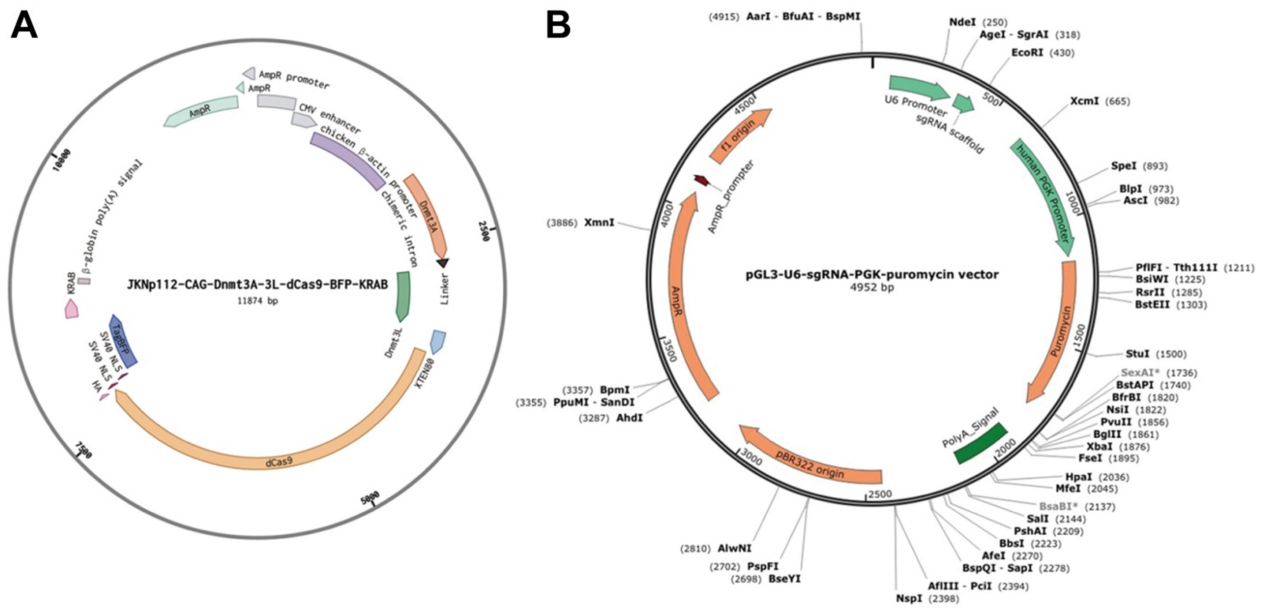 A
AmpR promoter
AmpR
AmpR
CMV enhancer
chicken β-actin promoter
chimeric intron
Dnmt3A
2500
Linker
Dnmt3L
XTEN80
dCas9
5000
7500
HA
SV40 NLS
SV40 NLS
TagBFP
KRAB
β-globin poly(A) signal
10000
JKNp112-CAG-Dnmt3A-3L-dCas9-BFP-KRAB
11874 bp
B
(4915) AarI - BfuAI - BspMI
NdeI (250)
AgeI - SgrAI (318)
EcoRI (430)
XcmI (665)
SpeI (893)
BlpI (973)
AscI (982)
PflFI - Tth111I (1211)
BsiWI (1225)
RsrII (1285)
BstEII (1303)
StuI (1500)
SexAI* (1736)
BstAPI (1740)
BfrBI (1820)
NsiI (1822)
PvuII (1856)
BglII (1861)
XbaI (1876)
FseI (1895)
HpaI (2036)
MfeI (2045)
BsaBI* (2137)
SalI (2144)
PshAI (2209)
BbsI (2223)
AfeI (2270)
BspQI - SapI (2278)
AflIII - PciI (2394)
NspI (2398)
(2698) BseYI
(2702) PspFI
(2810) AlwNI
(3287) AhdI
(3355) PpuMI - SanDI
(3357) BpmI
(3886) XmnI
U6 Promoter
sgRNA scaffold
500
human PGK Promoter
1000
Puromycin
1500
PolyA_Signal
2000
2500
pBR322 origin
3000
3500
AmpR
4000
AmpR_promoter
f1 origin
4500
pGL3-U6-sgRNA-PGK-puromycin vector
4952 bp